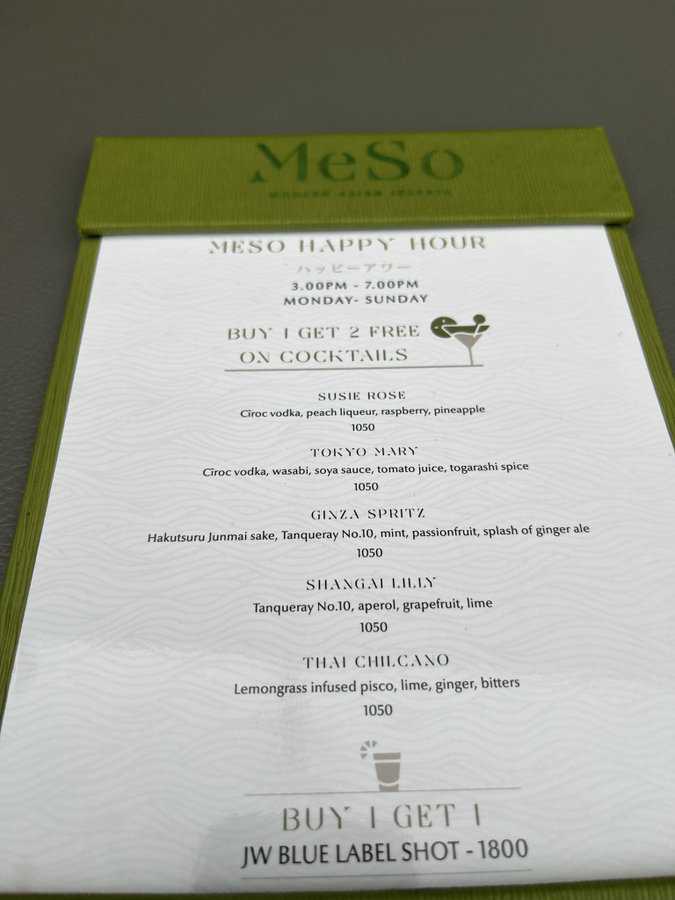 MeSo
MODERN ASIAN IZAKAYA
MESO HAPPY HOUR
ハッピーアワー
3.00PM - 7.00PM
MONDAY- SUNDAY
BUY 1 GET 2 FREE
ON COCKTAILS
SUSIE ROSE
Cîroc vodka, peach liqueur, raspberry, pineapple
1050
TOKYO MARY
Cîroc vodka, wasabi, soya sauce, tomato juice, togarashi spice
1050
GINZA SPRITZ
Hakutsuru Junmai sake, Tanqueray No.10, mint, passionfruit, splash of ginger ale
1050
SHANGAI LILLY
Tanqueray No.10, aperol, grapefruit, lime
1050
THAI CHILCANO
Lemongrass infused pisco, lime, ginger, bitters
1050
BUY 1 GET 1
JW BLUE LABEL SHOT - 1800